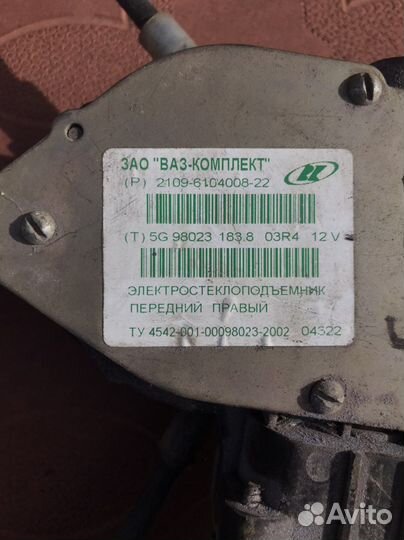 ЗАО "ВАЗ-КОМПЛЕКТ"
(P) 2109-6104008-22
(T) 5G 98023 183.8 03R4 12 V
ЭЛЕКТРОСТЕКЛОПОДЪЕМНИК
ПЕРЕДНИЙ ПРАВЫЙ
ТУ 4542-001-00098023-2002 04322
Avito